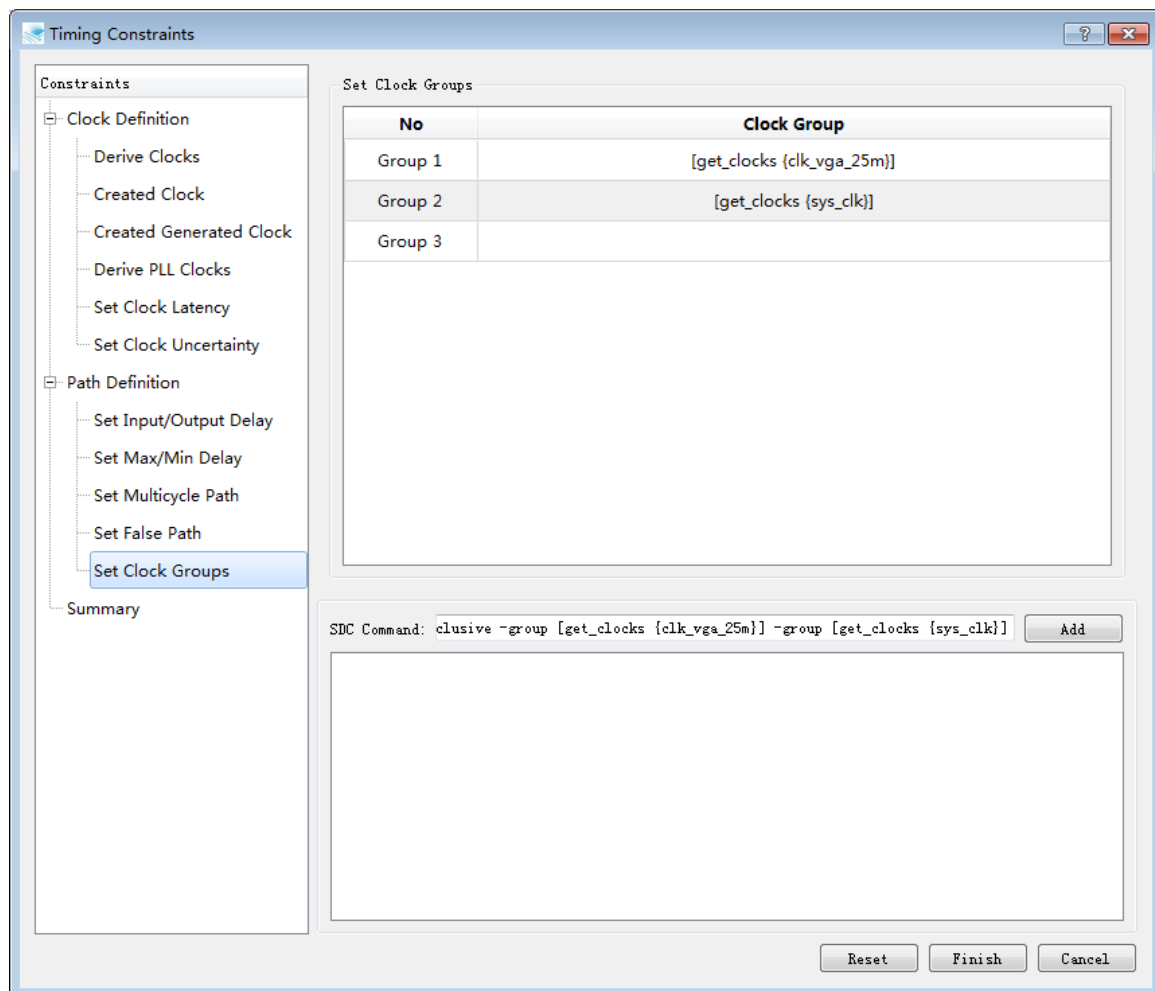 Timing Constraints
Constraints
Clock Definition
Derive Clocks
Created Clock
Created Generated Clock
Derive PLL Clocks
Set Clock Latency
Set Clock Uncertainty
Path Definition
Set Input/Output Delay
Set Max/Min Delay
Set Multicycle Path
Set False Path
Set Clock Groups
Summary
Set Clock Groups
No Clock Group
Group 1 [get_clocks {clk_vga_25m}]
Group 2 [get_clocks {sys_clk}]
Group 3
SDC Command: clusive -group [get_clocks {clk_vga_25m}] -group [get_clocks {sys_clk}] Add
Reset Finish Cancel